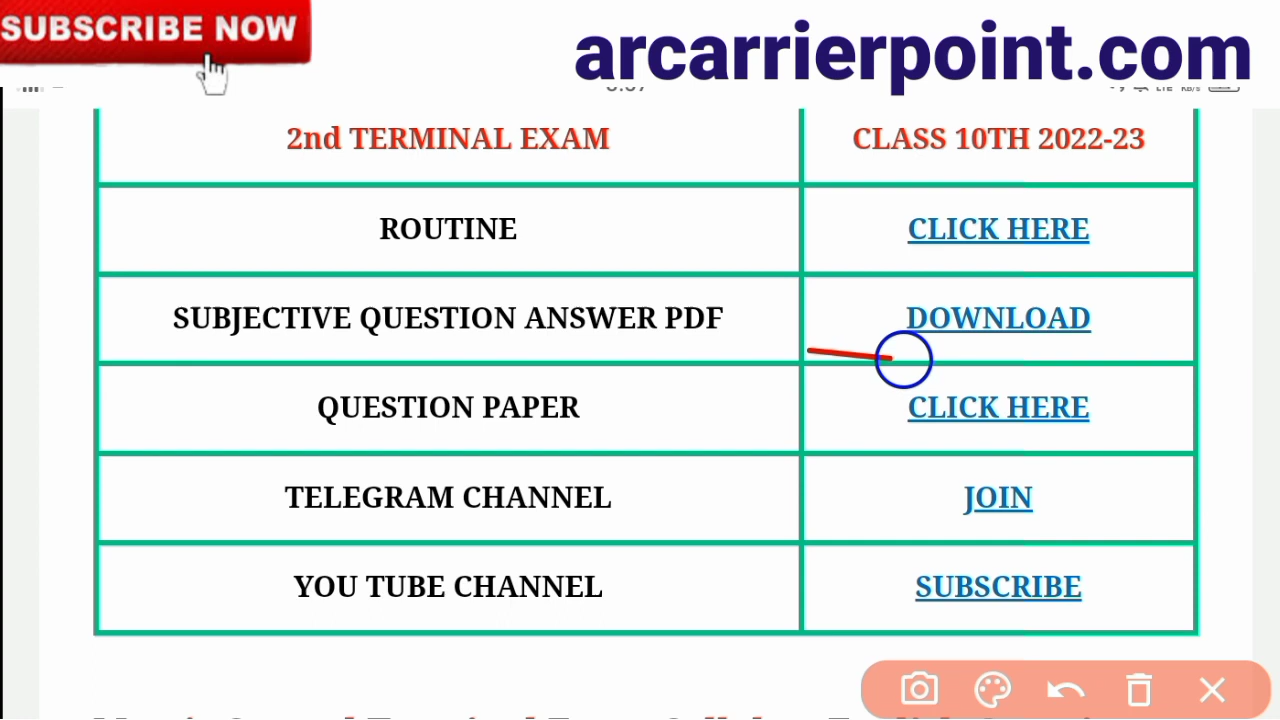 SUBSCRIBE NOW
arcarrierpoint.com
2nd TERMINAL EXAM
CLASS 10TH 2022-23
ROUTINE
CLICK HERE
SUBJECTIVE QUESTION ANSWER PDF
DOWNLOAD
QUESTION PAPER
CLICK HERE
TELEGRAM CHANNEL
JOIN
YOU TUBE CHANNEL
SUBSCRIBE